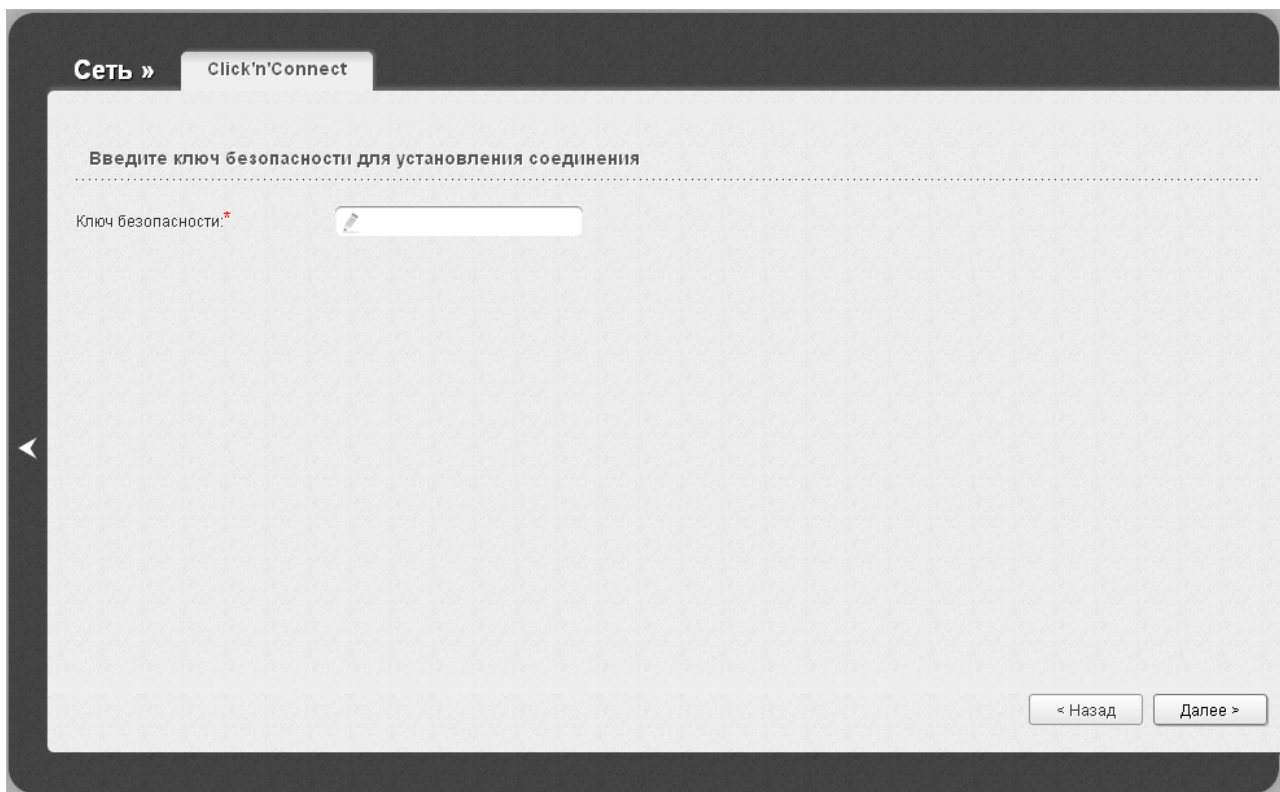 Сеть »
Click'n'Connect
Введите ключ безопасности для установления соединения
Ключ безопасности:*
< Назад
Далее >